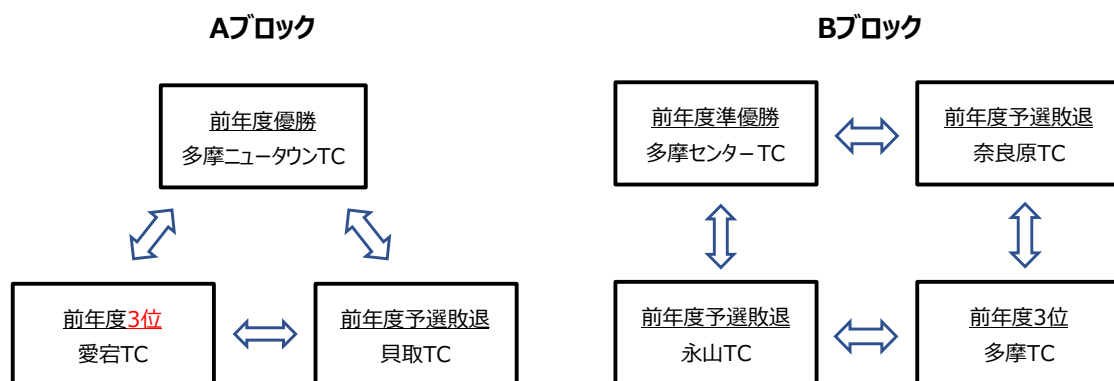 Aブロック
前年度優勝
多摩ニュータウンTC
前年度3位
愛宕TC
前年度予選敗退
貝取TC
Bブロック
前年度準優勝
多摩センターTC
前年度予選敗退
奈良原TC
前年度予選敗退
永山TC
前年度3位
多摩TC